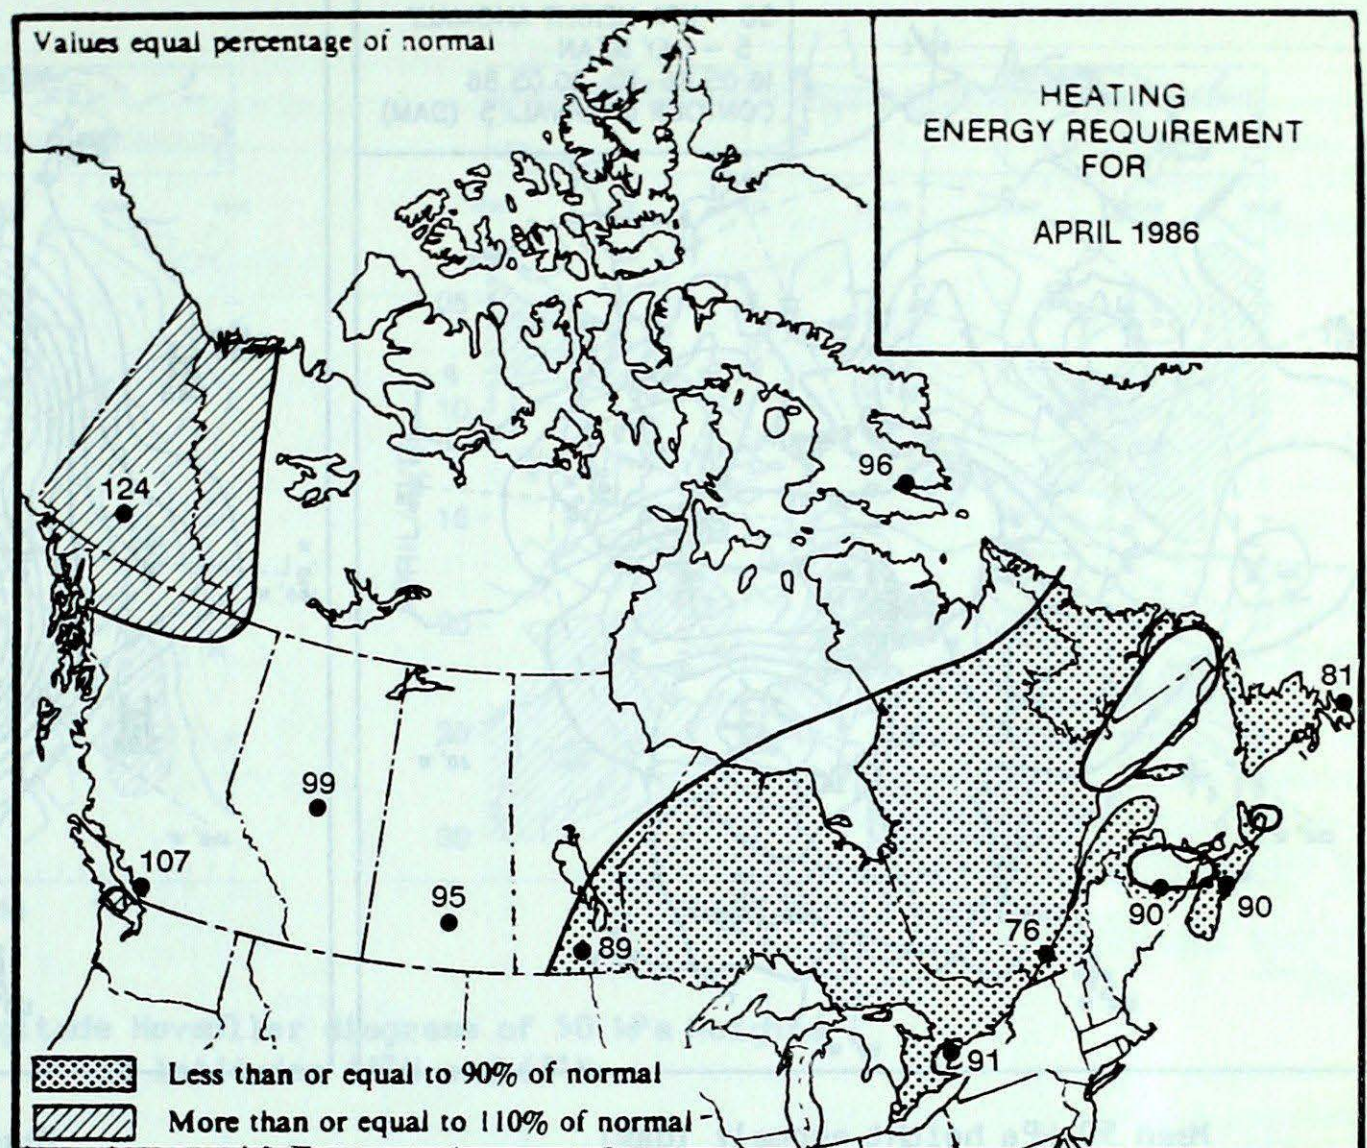 Values equal percentage of normal
HEATING
ENERGY REQUIREMENT
FOR
APRIL 1986
124
96
81
99
107
95
89
76
90
90
91
Less than or equal to 90% of normal
More than or equal to 110% of normal